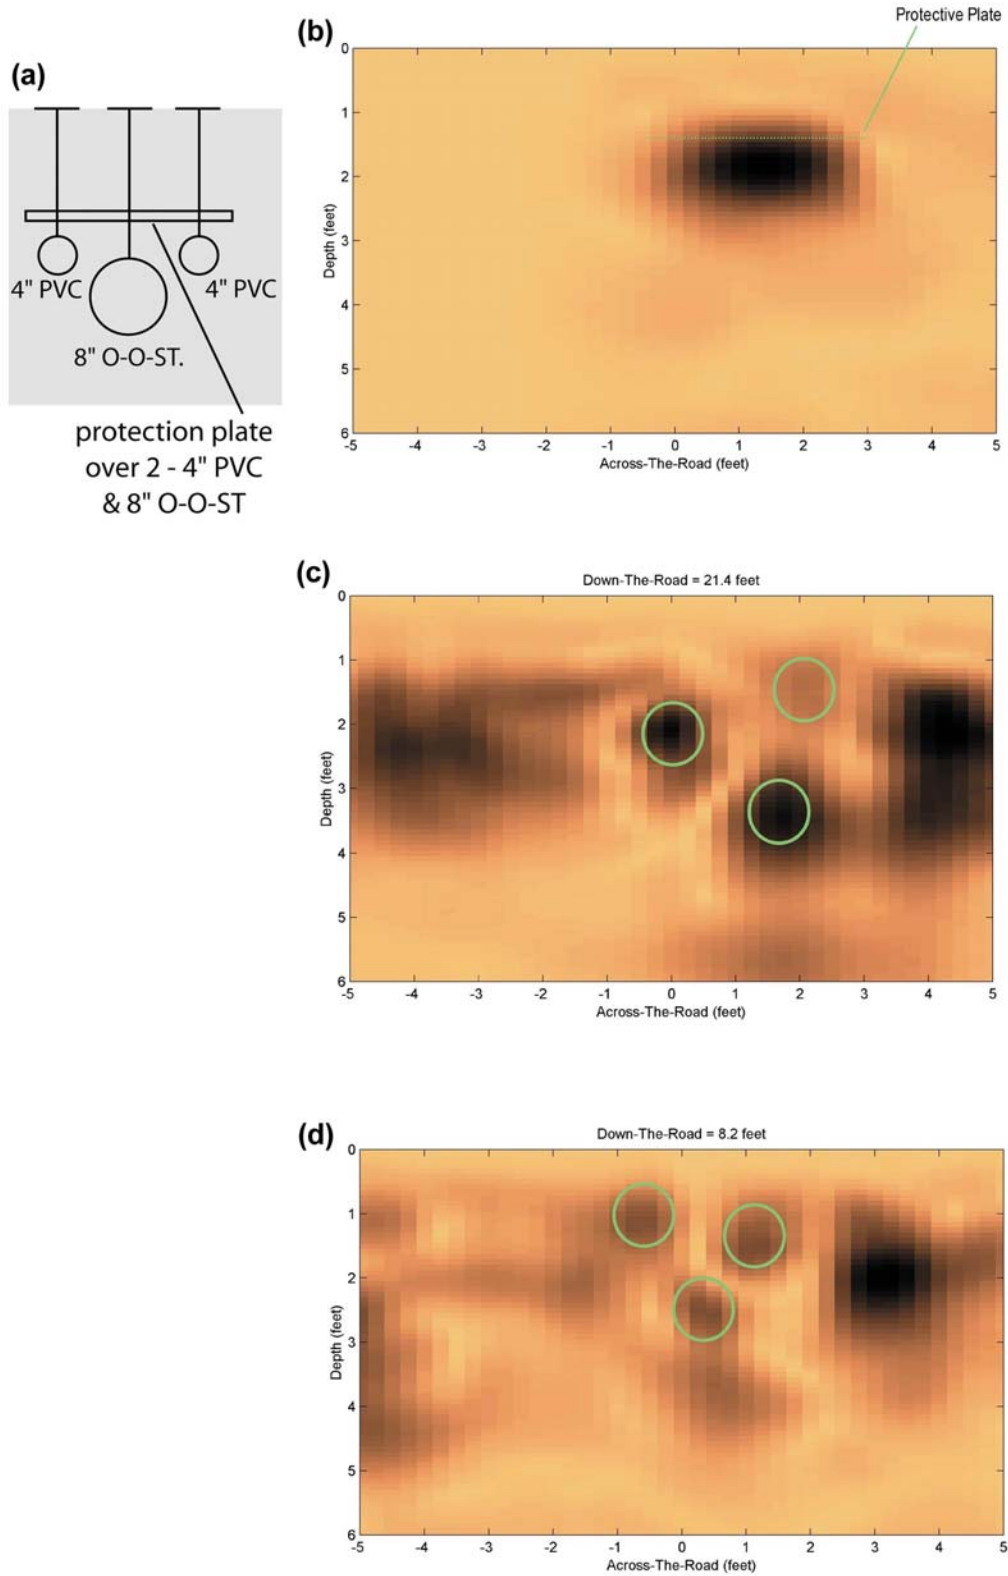 (a)
4" PVC
4" PVC
8" O-O-ST.
protection plate
over 2 - 4" PVC
& 8" O-O-ST
(b)
Protective Plate
0
1
2
3
4
5
6
Depth (feet)
-5 -4 -3 -2 -1 0 1 2 3 4 5
Across-The-Road (feet)
(c)
Down-The-Road = 21.4 feet
0
1
2
3
4
5
6
Depth (feet)
-5 -4 -3 -2 -1 0 1 2 3 4 5
Across-The-Road (feet)
(d)
Down-The-Road = 8.2 feet
0
1
2
3
4
5
6
Depth (feet)
-5 -4 -3 -2 -1 0 1 2 3 4 5
Across-The-Road (feet)